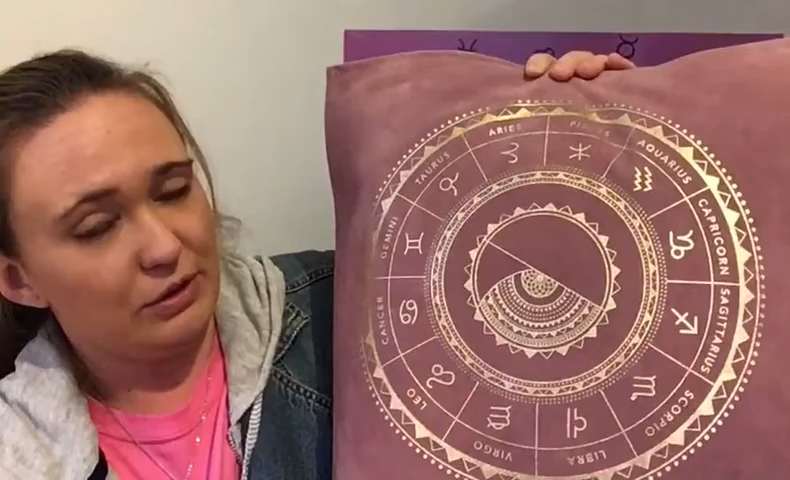 ARIES
PISCES
AQUARIUS
CAPRICORN
SAGITTARIUS
SCORPIO
LIBRA
VIRGO
LEO
CANCER
GEMINI
TAURUS